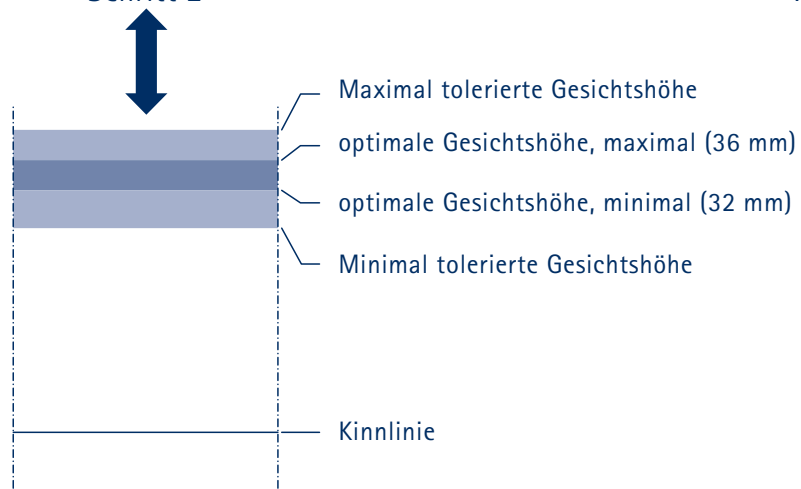 Maximal tolerierte Gesichtshöhe
optimale Gesichtshöhe, maximal (36 mm)
optimale Gesichtshöhe, minimal (32 mm)
Minimal tolerierte Gesichtshöhe
Kinnlinie